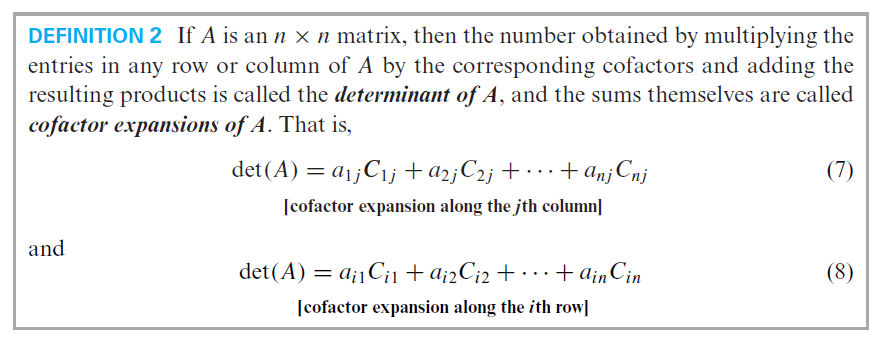 DEFINITION 2 If A is an n × n matrix, then the number obtained by multiplying the
entries in any row or column of A by the corresponding cofactors and adding the
resulting products is called the determinant of A, and the sums themselves are called
cofactor expansions of A. That is,
det(A) = a₁ⱼC₁ⱼ + a₂ⱼC₂ⱼ + ··· + aₙⱼCₙⱼ (7)
[cofactor expansion along the jth column]
and
det(A) = aᵢ₁Cᵢ₁ + aᵢ₂Cᵢ₂ + ··· + aᵢₙCᵢₙ (8)
[cofactor expansion along the ith row]